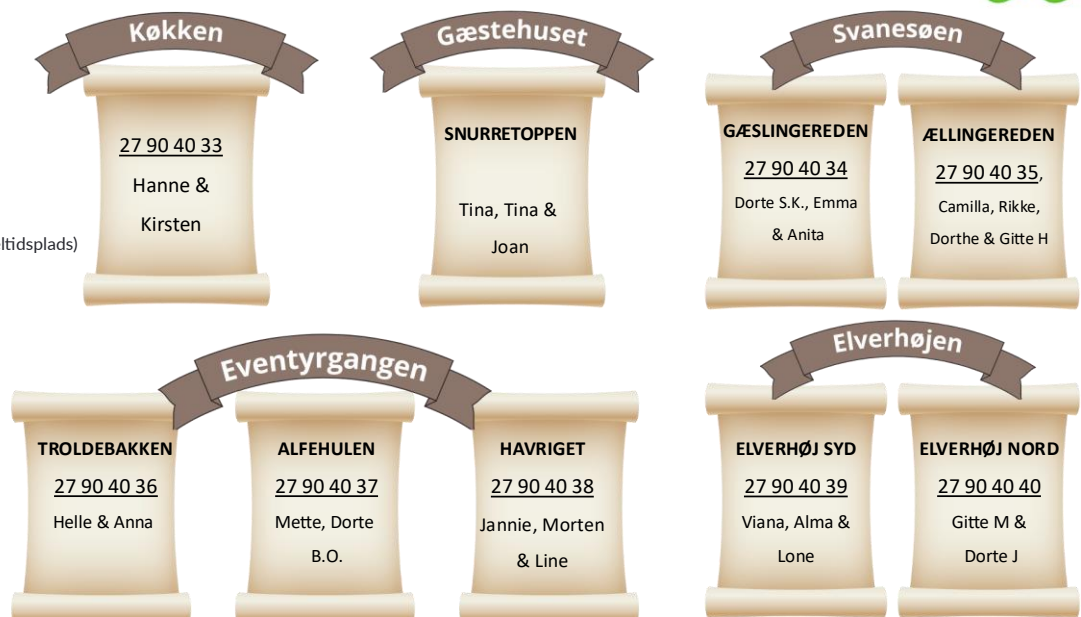 Køkken
27 90 40 33
Hanne &
Kirsten
eltidsplads)
Gæstehuset
SNURRETOPPEN
Tina, Tina &
Joan
Svanesøen
GÆSLINGEREDEN
27 90 40 34
Dorte S.K., Emma
& Anita
ÆLLINGEREDEN
27 90 40 35,
Camilla, Rikke,
Dorthe & Gitte H
Eventyrgangen
TROLDEBAKKEN
27 90 40 36
Helle & Anna
ALFEHULEN
27 90 40 37
Mette, Dorte
B.O.
HAVRIGET
27 90 40 38
Jannie, Morten
& Line
Elverhøjen
ELVERHØJ SYD
27 90 40 39
Viana, Alma &
Lone
ELVERHØJ NORD
27 90 40 40
Gitte M &
Dorte J